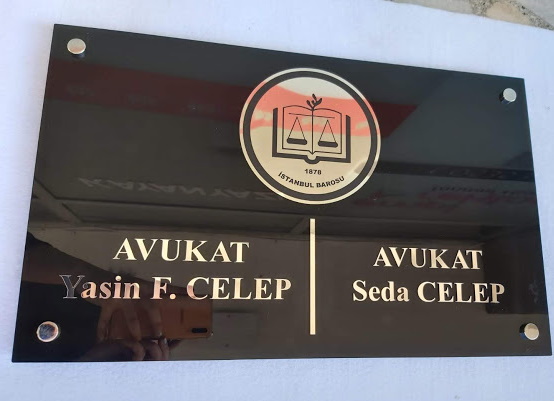 1878
İSTANBUL BAROSU
AVUKAT
Yasin F. CELEP
AVUKAT
Seda CELEP